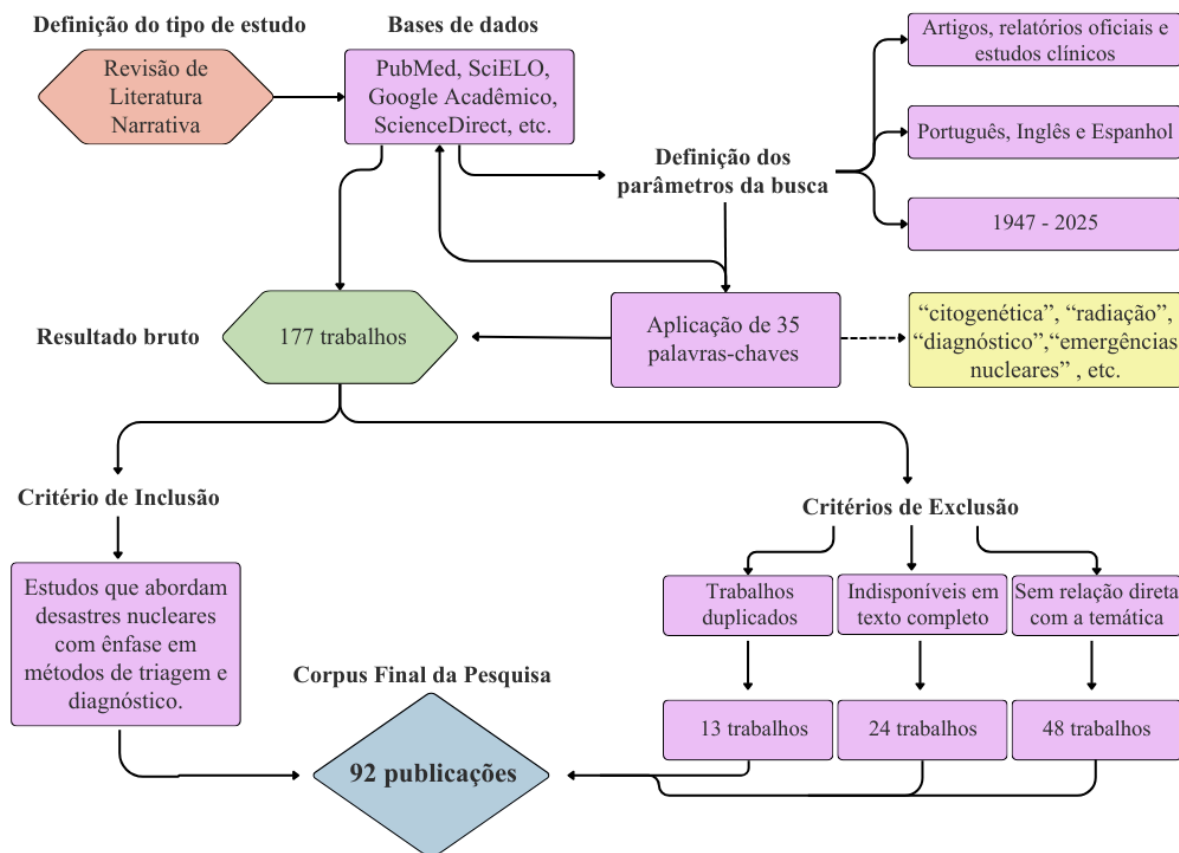 Definição do tipo de estudo
Revisão de
Literatura
Narrativa
Bases de dados
PubMed, SciELO,
Google Acadêmico,
ScienceDirect, etc.
Definição dos
parâmetros da busca
Artigos, relatórios oficiais e
estudos clínicos
Português, Inglês e Espanhol
1947 - 2025
Resultado bruto
177 trabalhos
Aplicação de 35
palavras-chaves
“citogenética”, “radiação”,
“diagnóstico”,“emergências
nucleares” , etc.
Critério de Inclusão
Estudos que abordam
desastres nucleares
com ênfase em
métodos de triagem e
diagnóstico.
Critérios de Exclusão
Trabalhos
duplicados
Indisponíveis em
texto completo
Sem relação direta
com a temática
13 trabalhos
24 trabalhos
48 trabalhos
Corpus Final da Pesquisa
92 publicações